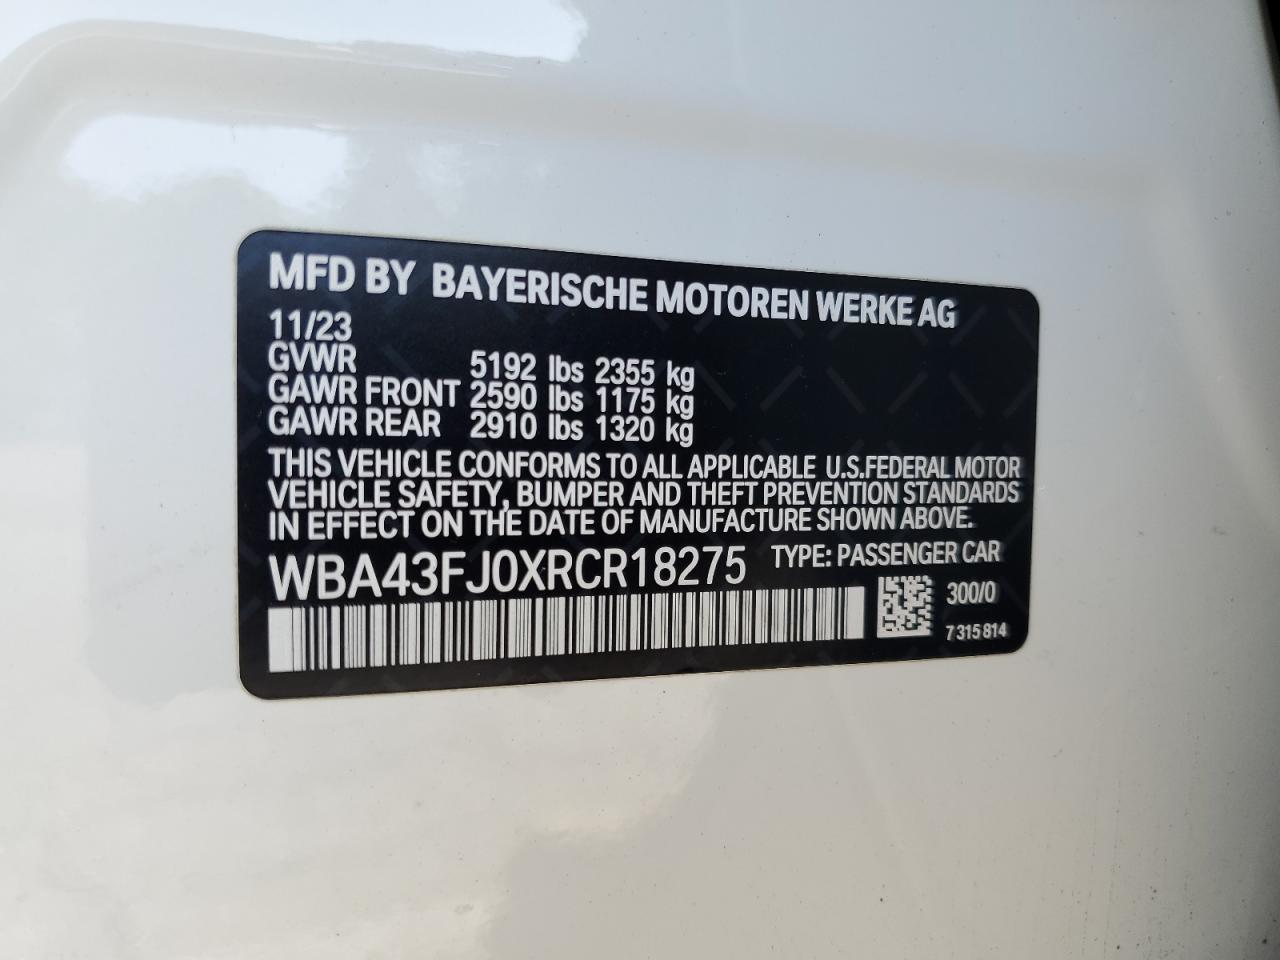 MFD BY BAYERISCHE MOTOREN WERKE AG
11/23
GVWR 5192 lbs 2355 kg
GAWR FRONT 2590 lbs 1175 kg
GAWR REAR 2910 lbs 1320 kg
THIS VEHICLE CONFORMS TO ALL APPLICABLE U.S.FEDERAL MOTOR
VEHICLE SAFETY, BUMPER AND THEFT PREVENTION STANDARDS
IN EFFECT ON THE DATE OF MANUFACTURE SHOWN ABOVE.
WBA43FJ0XRCR18275 TYPE: PASSENGER CAR
300/0
7 315 814